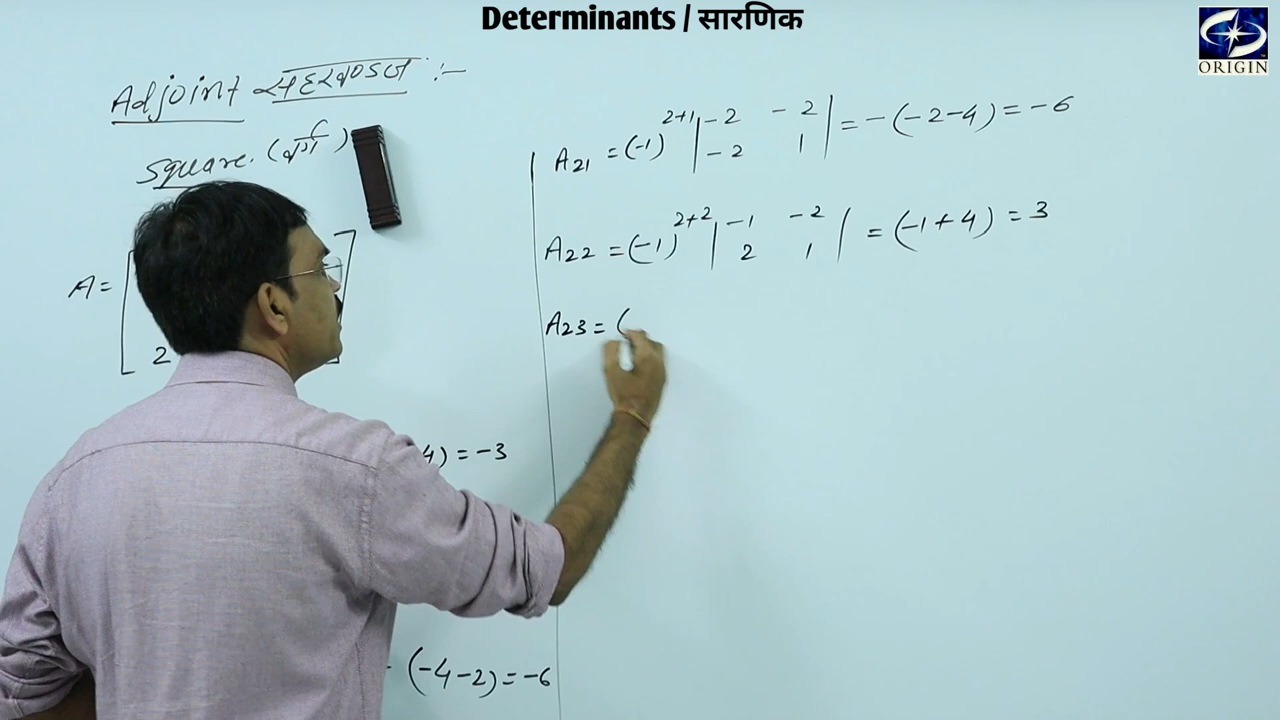 Determinants / सारणिक
ORIGIN
Adjoint सहखण्डज :-
Square. (वर्ग)
A =
2
4) = -3
- (-4-2) = -6
A21 = (-1)^2+1 | -2 -2 | = -(-2-4) = -6
-2 1
A22 = (-1)^2+2 | -1 -2 | = (-1+4) = 3
2 1
A23 = (